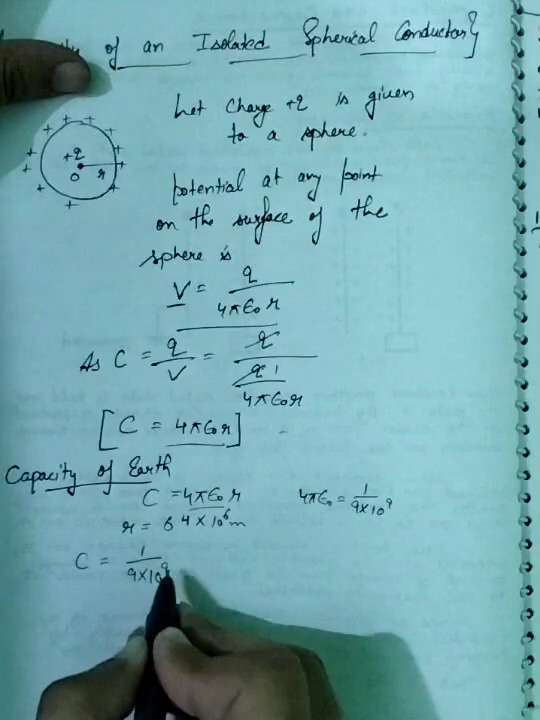 of an Isolated Spherical Conductor}
Let charge +q is given
to a sphere.
+q
O r
potential at any point
on the surface of the
sphere is
V = q / 4πε₀r
As C = q / V = q / (q 1 / 4πε₀r)
[C = 4πε₀r]
Capacity of Earth
C = 4πε₀r 4πε₀ = 1 / 9×10⁹
r = 64×10⁶m
C = 1 / 9×10⁹